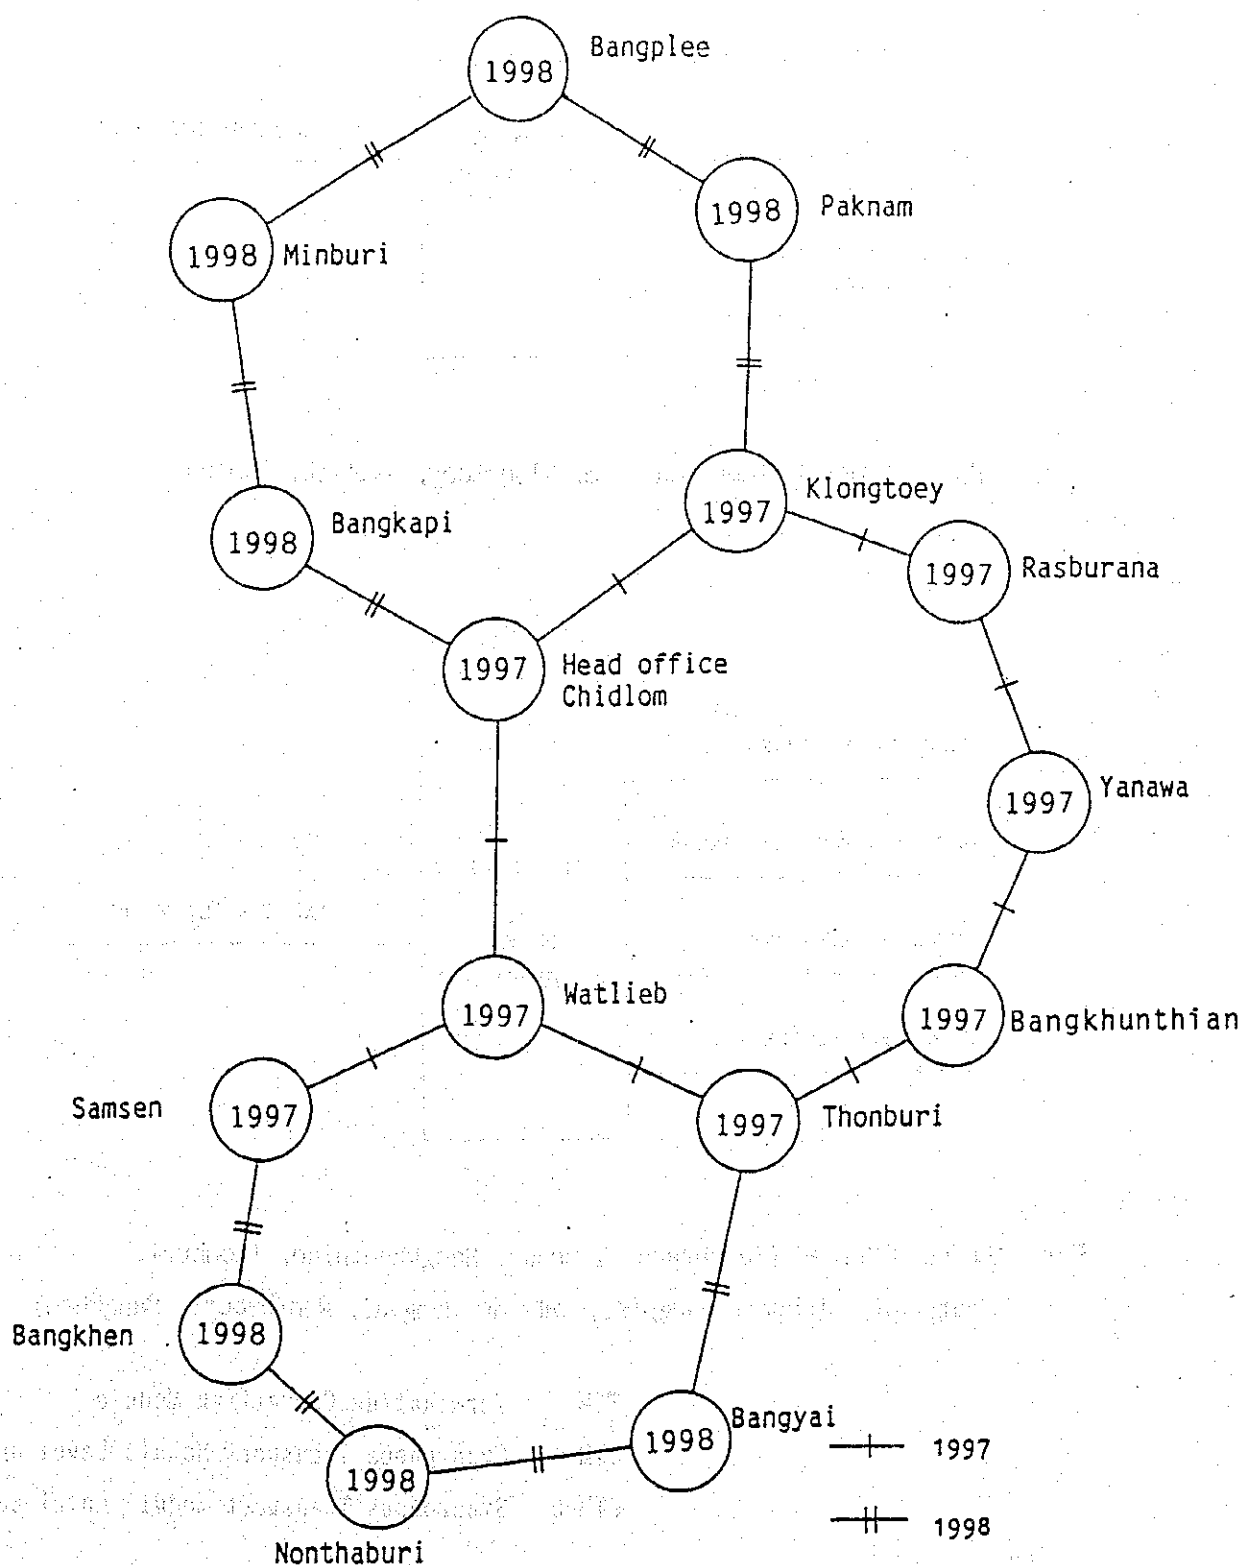 Bangplee
1998
1998
Paknam
1998
Minburi
Klongtoey
1997
Bangkapi
1998
1997
Rasburana
1997
Head office
Chidlom
1997
Yanawa
1997
Watlieb
1997
Bangkhunthian
Samsen
1997
1997
Thonburi
Bangkhen
1998
Bangyai
1998
1998
Nonthaburi
1997
1998